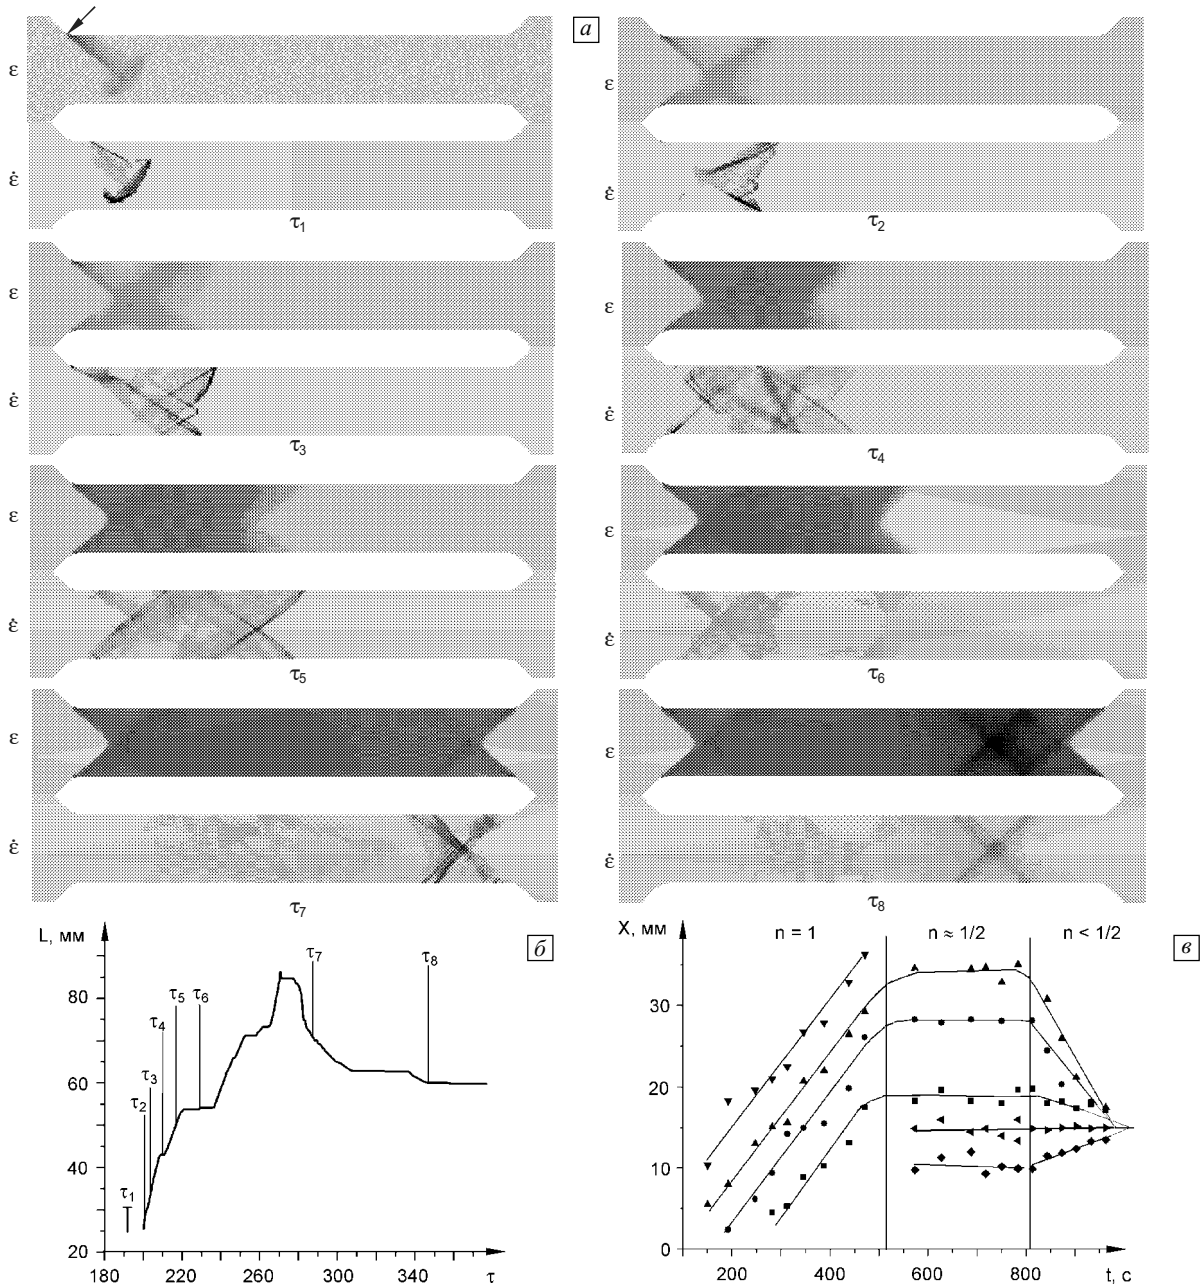 а
ε
ε
ε̇
ε̇
τ₁
τ₂
ε
ε
ε̇
ε̇
τ₃
τ₄
ε
ε
ε̇
ε̇
τ₅
τ₆
ε
ε
ε̇
ε̇
τ₇
τ₈
L, мм
б
80
60
40
20
τ₁
τ₂
τ₃
τ₄
τ₅
τ₆
τ₇
τ₈
180 220 260 300 340 τ
X, мм
n = 1
n ≈ 1/2
n < 1/2
в
30
20
10
0
200 400 600 800 t, с